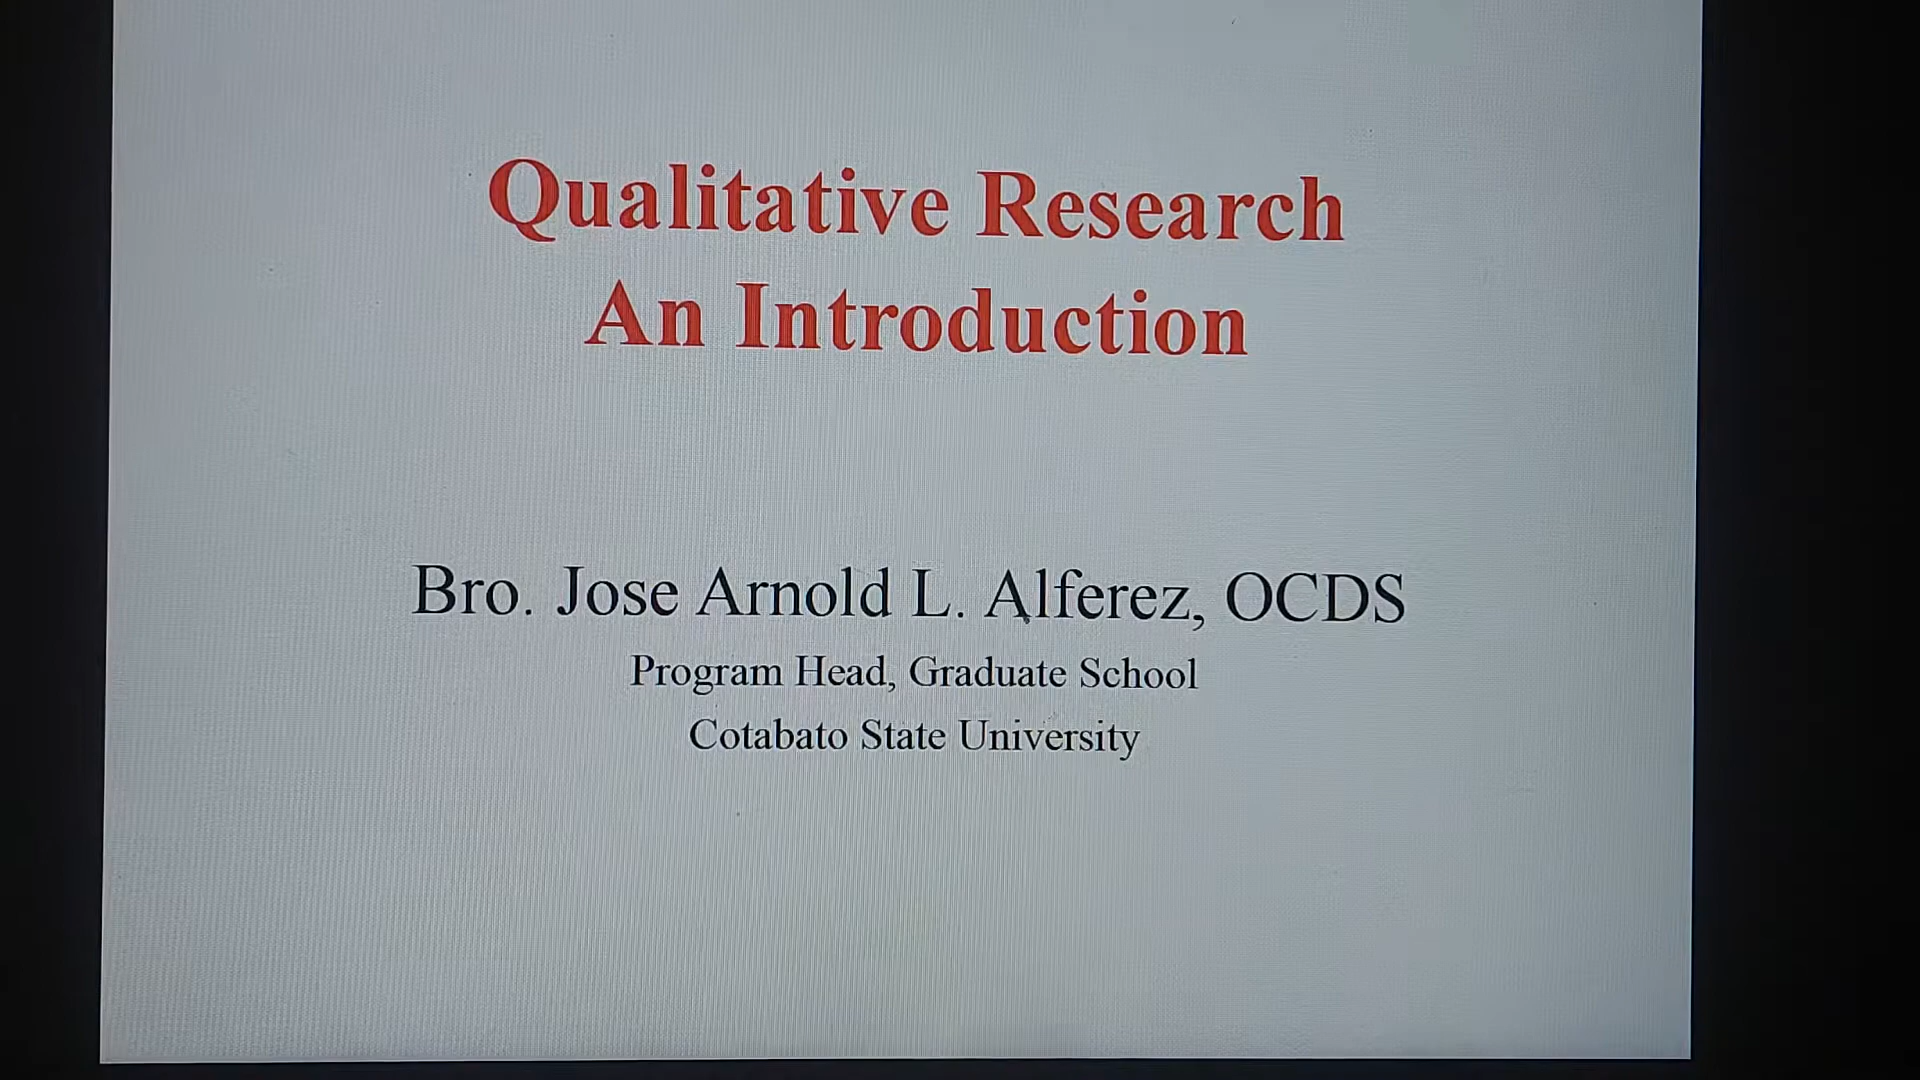 Qualitative Research
An Introduction
Bro. Jose Arnold L. Alferez, OCDS
Program Head, Graduate School
Cotabato State University